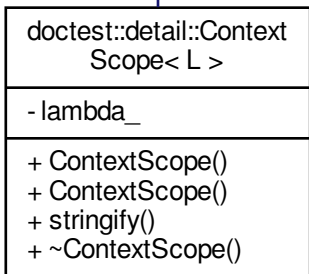 doctest::detail::Context
Scope< L >
- lambda_
+ ContextScope()
+ ContextScope()
+ stringify()
+ ~ContextScope()